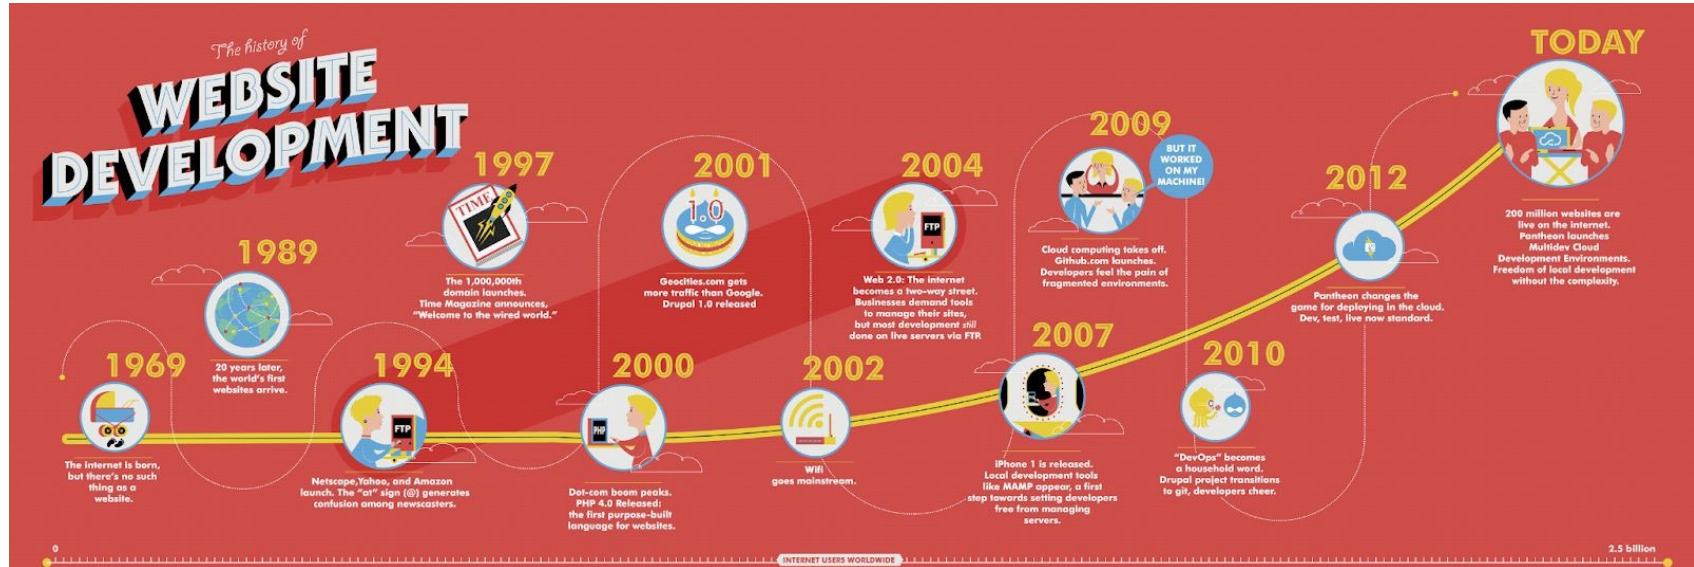 The history of
WEBSITE
DEVELOPMENT
1969
The internet is born,
but there's no such
thing as a
website.
1989
20 years later,
the world's first
websites arrive.
1994
FTP
Netscape,Yahoo, and Amazon
launch. The "at" sign (@) generates
confusion among newscasters.
1997
TIME
The 1,000,000th
domain launches.
Time Magazine announces,
"Welcome to the wired world."
2000
PHP
Dot-com boom peaks.
PHP 4.0 Released;
the first purpose-built
language for websites.
2001
1.0
Geocities.com gets
more traffic than Google.
Drupal 1.0 released
2002
Wifi
goes mainstream.
2004
FTP
Web 2.0: The internet
becomes a two-way street.
Businesses demand tools
to manage their sites,
but most development still
done on live servers via FTP.
2007
iPhone 1 is released.
Local development tools
like MAMP appear, a first
step towards setting developers
free from managing
servers.
2009
BUT IT
WORKED
ON MY
MACHINE!
Cloud computing takes off.
Github.com launches.
Developers feel the pain of
fragmented environments.
2010
"DevOps" becomes
a household word.
Drupal project transitions
to git, developers cheer.
2012
Pantheon changes the
game for deploying in the cloud.
Dev, test, live now standard.
TODAY
200 million websites are
live on the internet.
Pantheon launches
Multidev Cloud
Development Environments.
Freedom of local development
without the complexity.
0
INTERNET USERS WORLDWIDE
2.5 billion